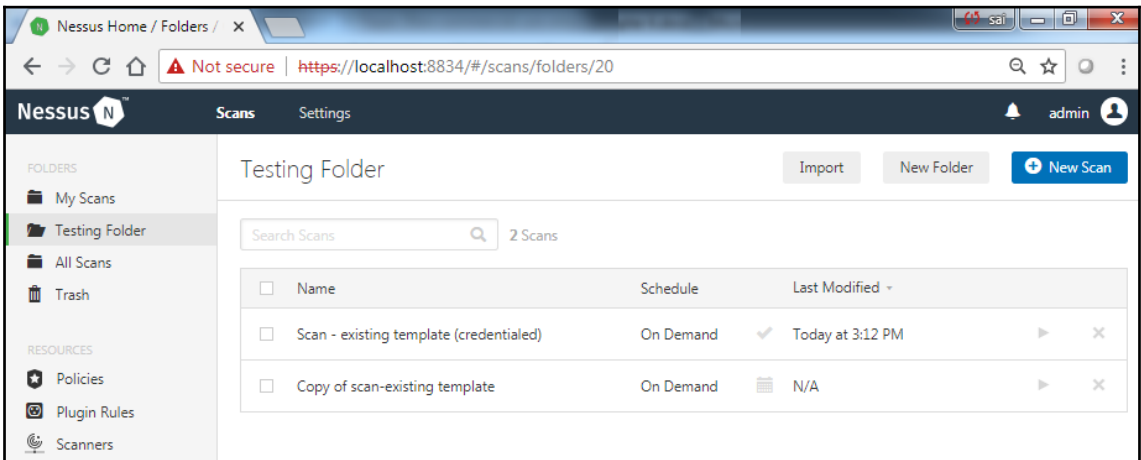 Nessus Home / Folders /
sai
Not secure | https://localhost:8834/#/scans/folders/20
Nessus N ™
Scans
Settings
admin
FOLDERS
My Scans
Testing Folder
All Scans
Trash
RESOURCES
Policies
Plugin Rules
Scanners
Testing Folder
Import
New Folder
New Scan
Search Scans
2 Scans
Name Schedule Last Modified
Scan - existing template (credentialed) On Demand Today at 3:12 PM
Copy of scan-existing template On Demand N/A